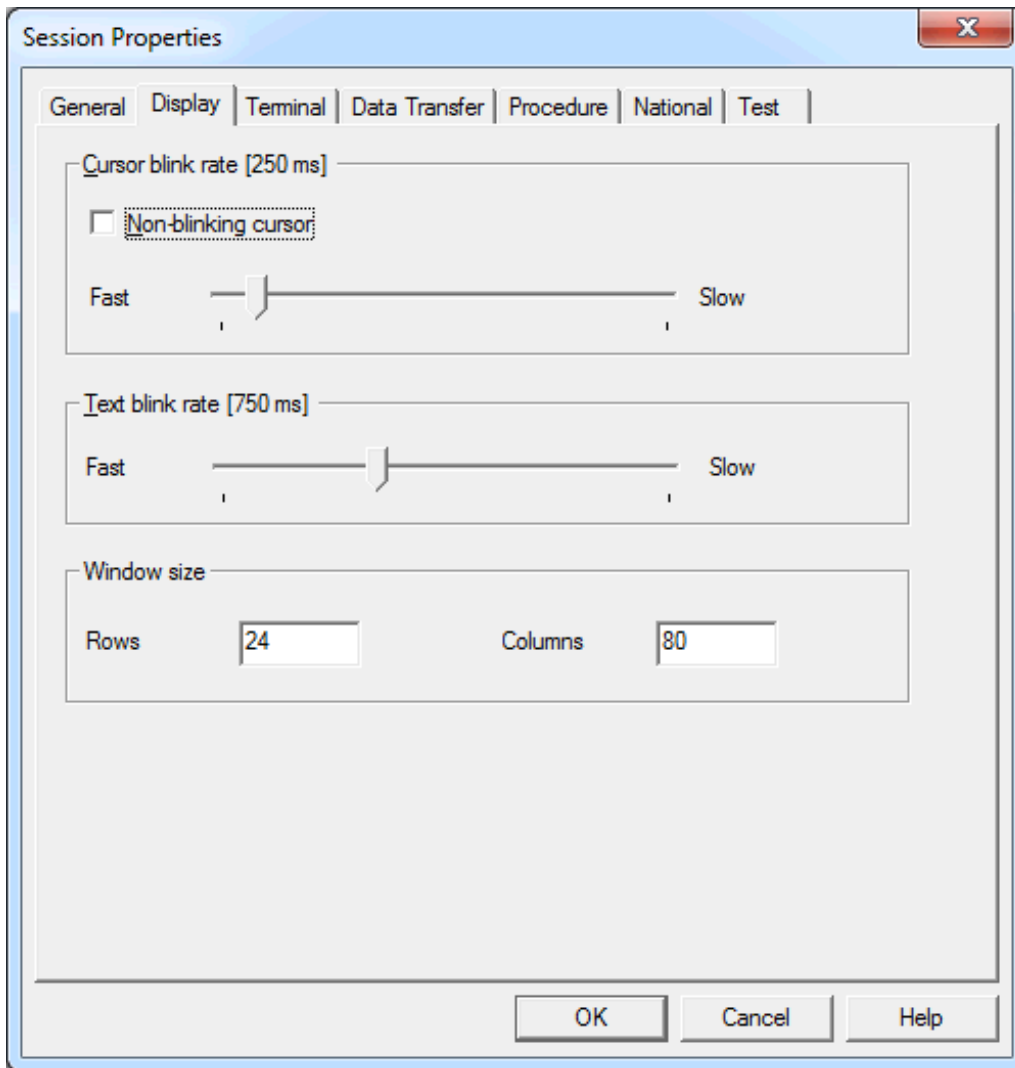 Session Properties
General Display Terminal Data Transfer Procedure National Test
Cursor blink rate [250 ms]
Non-blinking cursor
Fast Slow
Text blink rate [750 ms]
Fast Slow
Window size
Rows 24 Columns 80
OK Cancel Help